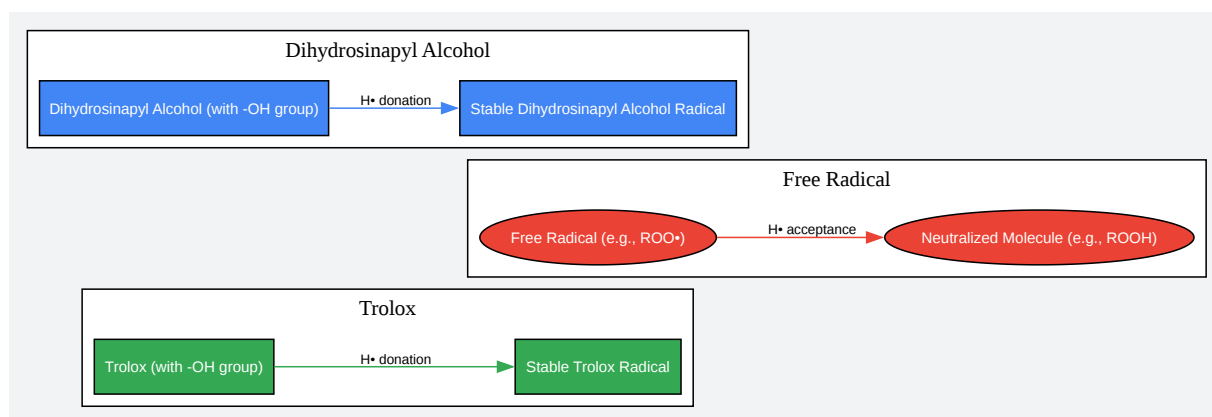 Dihydrosinapyl Alcohol
Dihydrosinapyl Alcohol (with -OH group)
H• donation
Stable Dihydrosinapyl Alcohol Radical
Free Radical
Free Radical (e.g., ROO•)
H• acceptance
Neutralized Molecule (e.g., ROOH)
Trolox
Trolox (with -OH group)
H• donation
Stable Trolox Radical